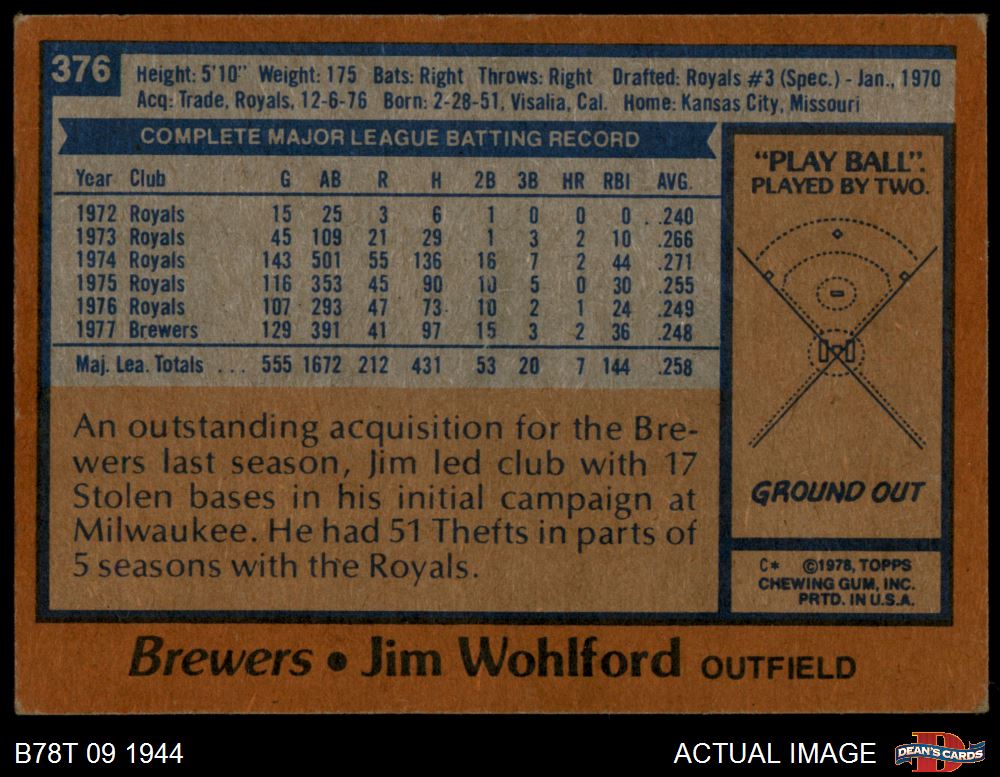 376
Height: 5'10" Weight: 175 Bats: Right Throws: Right Drafted: Royals #3 (Spec.) - Jan., 1970
Acq: Trade, Royals, 12-6-76 Born: 2-28-51, Visalia, Cal. Home: Kansas City, Missouri
COMPLETE MAJOR LEAGUE BATTING RECORD
Year Club G AB R H 2B 3B HR RBI AVG.
1972 Royals 15 25 3 6 1 0 0 0 . .240
1973 Royals 45 109 21 29 1 3 2 10 .266
1974 Royals 143 501 55 136 16 7 2 44 .271
1975 Royals 116 353 45 90 10 5 0 30 .255
1976 Royals 107 293 47 73 10 2 1 24 .249
1977 Brewers 129 391 41 97 15 3 2 36 .248
Maj. Lea. Totals . . . 555 1672 212 431 53 20 7 144 .258
An outstanding acquisition for the Bre-
wers last season, Jim led club with 17
Stolen bases in his initial campaign at
Milwaukee. He had 51 Thefts in parts of
5 seasons with the Royals.
"PLAY BALL".
PLAYED BY TWO.
GROUND OUT
C* ©1978, TOPPS
CHEWING GUM, INC.
PRTD. IN U.S.A.
Brewers • Jim Wohlford OUTFIELD
B78T 09 1944
ACTUAL IMAGE
D
DEAN'S CARDS